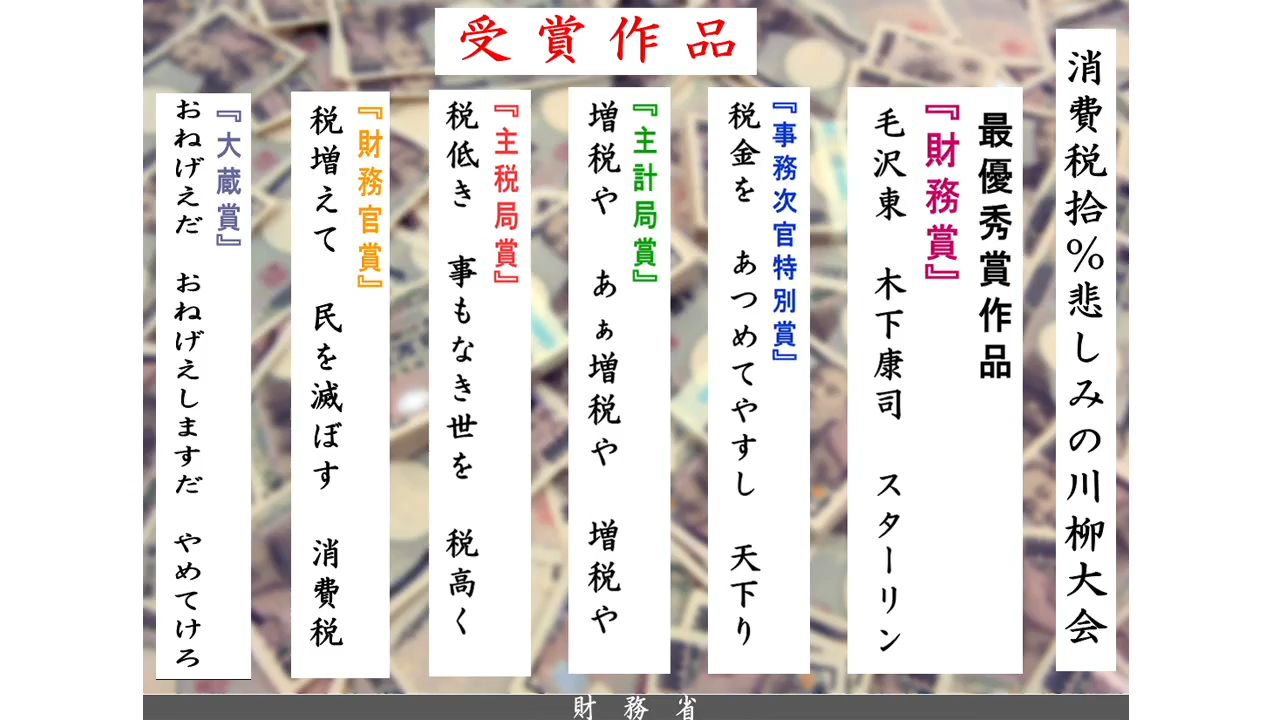 受賞作品
消費税拾％悲しみの川柳大会
最優秀賞作品
『財務賞』
毛沢東　木下康司　スターリン
『事務次官特別賞』
税金を　あつめてやすし　天下り
『主計局賞』
増税や　あぁ増税や　増税や
『主税局賞』
税低き　事もなき世を　税高く
『財務官賞』
税増えて　民を滅ぼす　消費税
『大蔵賞』
おねげえだ　おねげえしますだ　やめてけろ
財務省